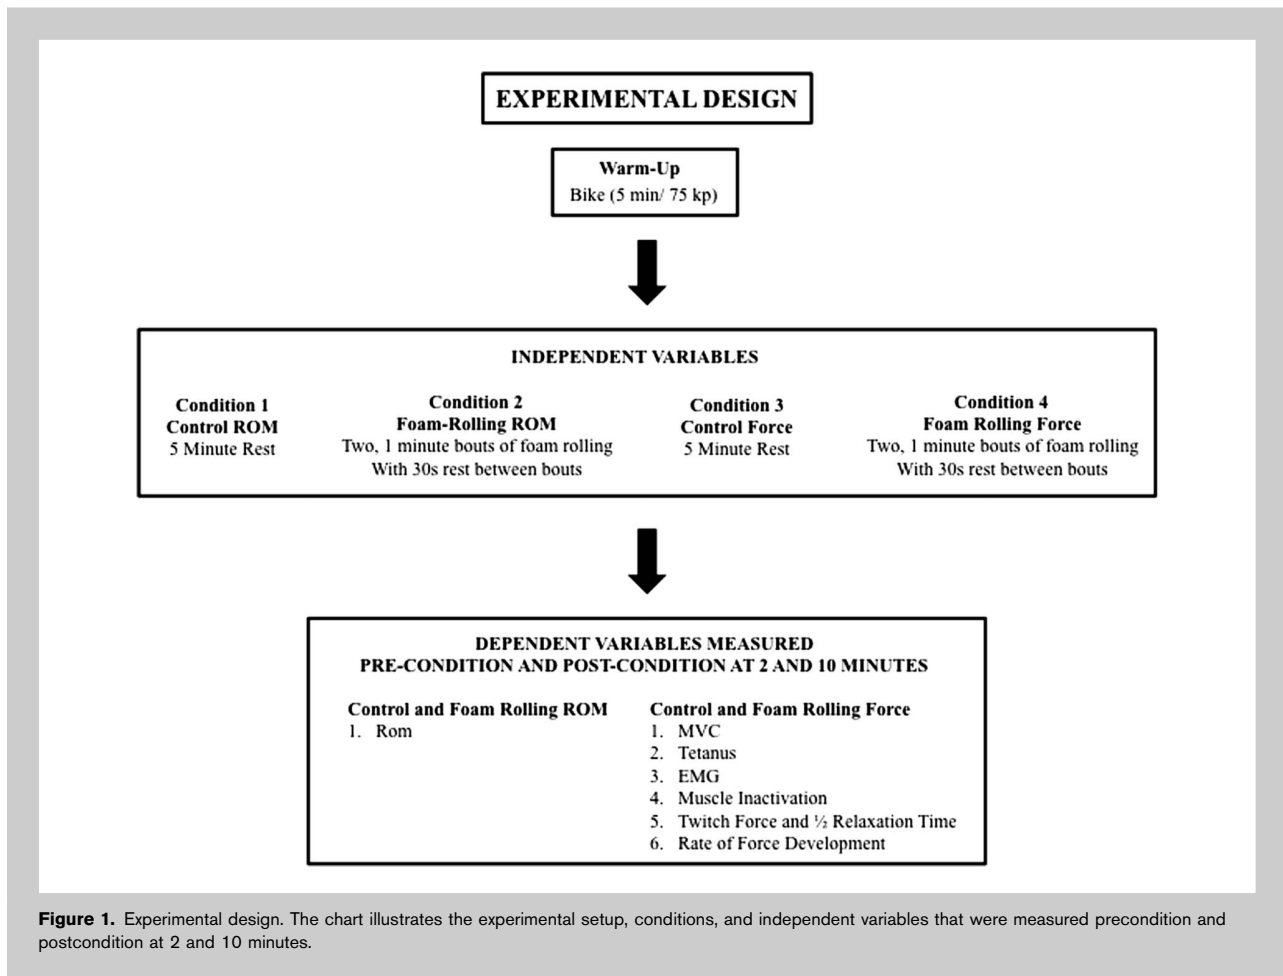 EXPERIMENTAL DESIGN
Warm-Up
Bike (5 min/ 75 kp)
INDEPENDENT VARIABLES
Condition 1
Control ROM
5 Minute Rest
Condition 2
Foam-Rolling ROM
Two, 1 minute bouts of foam rolling
With 30s rest between bouts
Condition 3
Control Force
5 Minute Rest
Condition 4
Foam Rolling Force
Two, 1 minute bouts of foam rolling
With 30s rest between bouts
DEPENDENT VARIABLES MEASURED
PRE-CONDITION AND POST-CONDITION AT 2 AND 10 MINUTES
Control and Foam Rolling ROM
1. Rom
Control and Foam Rolling Force
1. MVC
2. Tetanus
3. EMG
4. Muscle Inactivation
5. Twitch Force and ½ Relaxation Time
6. Rate of Force Development
Figure 1. Experimental design. The chart illustrates the experimental setup, conditions, and independent variables that were measured precondition and
postcondition at 2 and 10 minutes.